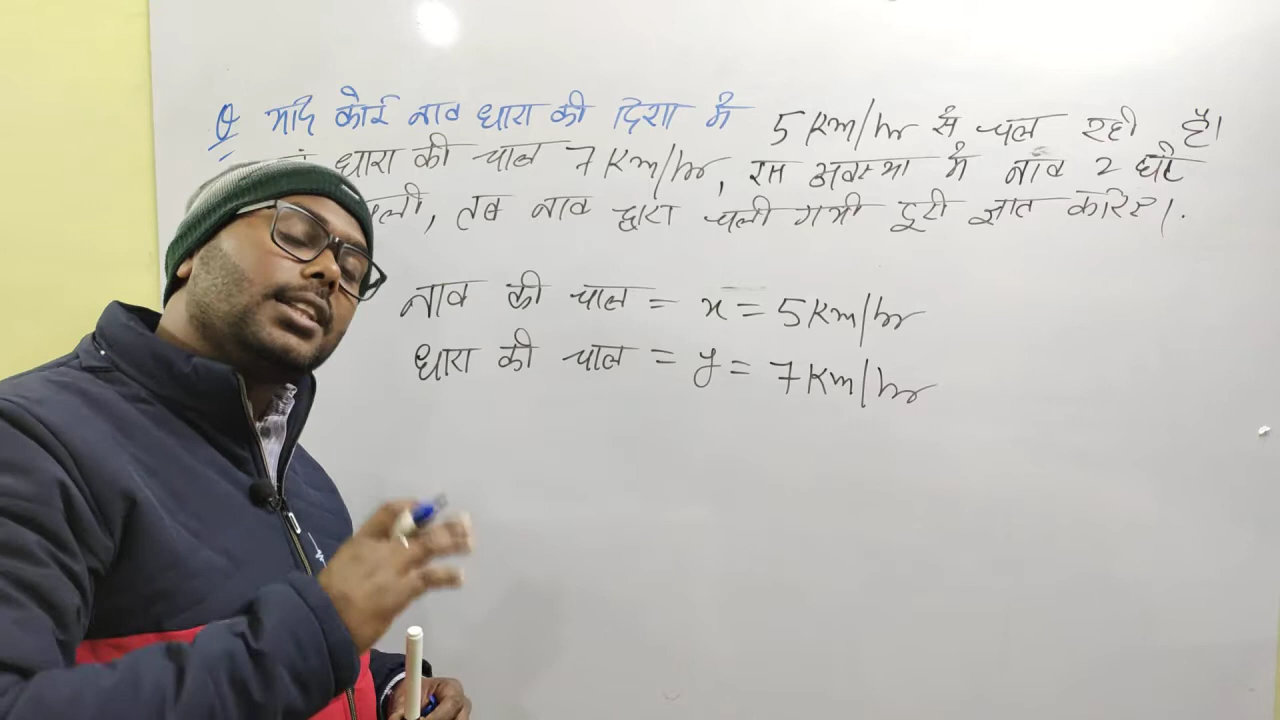 Q यदि कोई नाव धारा की दिशा में 5 Km/hr से चल रही है।
धारा की चाल 7 Km/hr, इस अवस्था में नाव 2 घंटे
चली, तब नाव द्वारा चली गयी दूरी ज्ञात करिए।
नाव की चाल = x = 5 Km/hr
धारा की चाल = y = 7 Km/hr